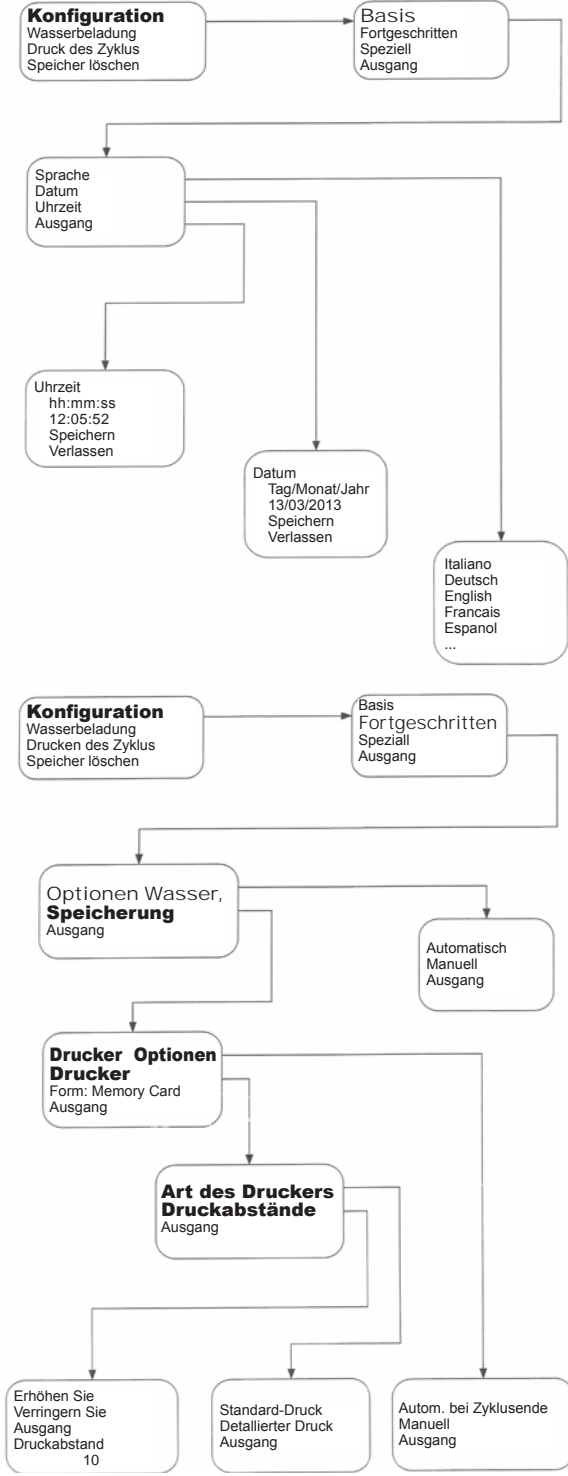 Konfiguration
Wasserbeladung
Druck des Zyklus
Speicher löschen
Basis
Fortgeschritten
Speziell
Ausgang
Sprache
Datum
Uhrzeit
Ausgang
Uhrzeit
hh:mm:ss
12:05:52
Speichern
Verlassen
Datum
Tag/Monat/Jahr
13/03/2013
Speichern
Verlassen
Italiano
Deutsch
English
Francais
Espanol
...
Konfiguration
Wasserbeladung
Drucken des Zyklus
Speicher löschen
Basis
Fortgeschritten
Speziall
Ausgang
Optionen Wasser,
Speicherung
Ausgang
Automatisch
Manuell
Ausgang
Drucker Optionen
Drucker
Form: Memory Card
Ausgang
Art des Druckers
Druckabstände
Ausgang
Erhöhen Sie
Verringern Sie
Ausgang
Druckabstand
10
Standard-Druck
Detallierter Druck
Ausgang
Autom. bei Zyklusende
Manuell
Ausgang